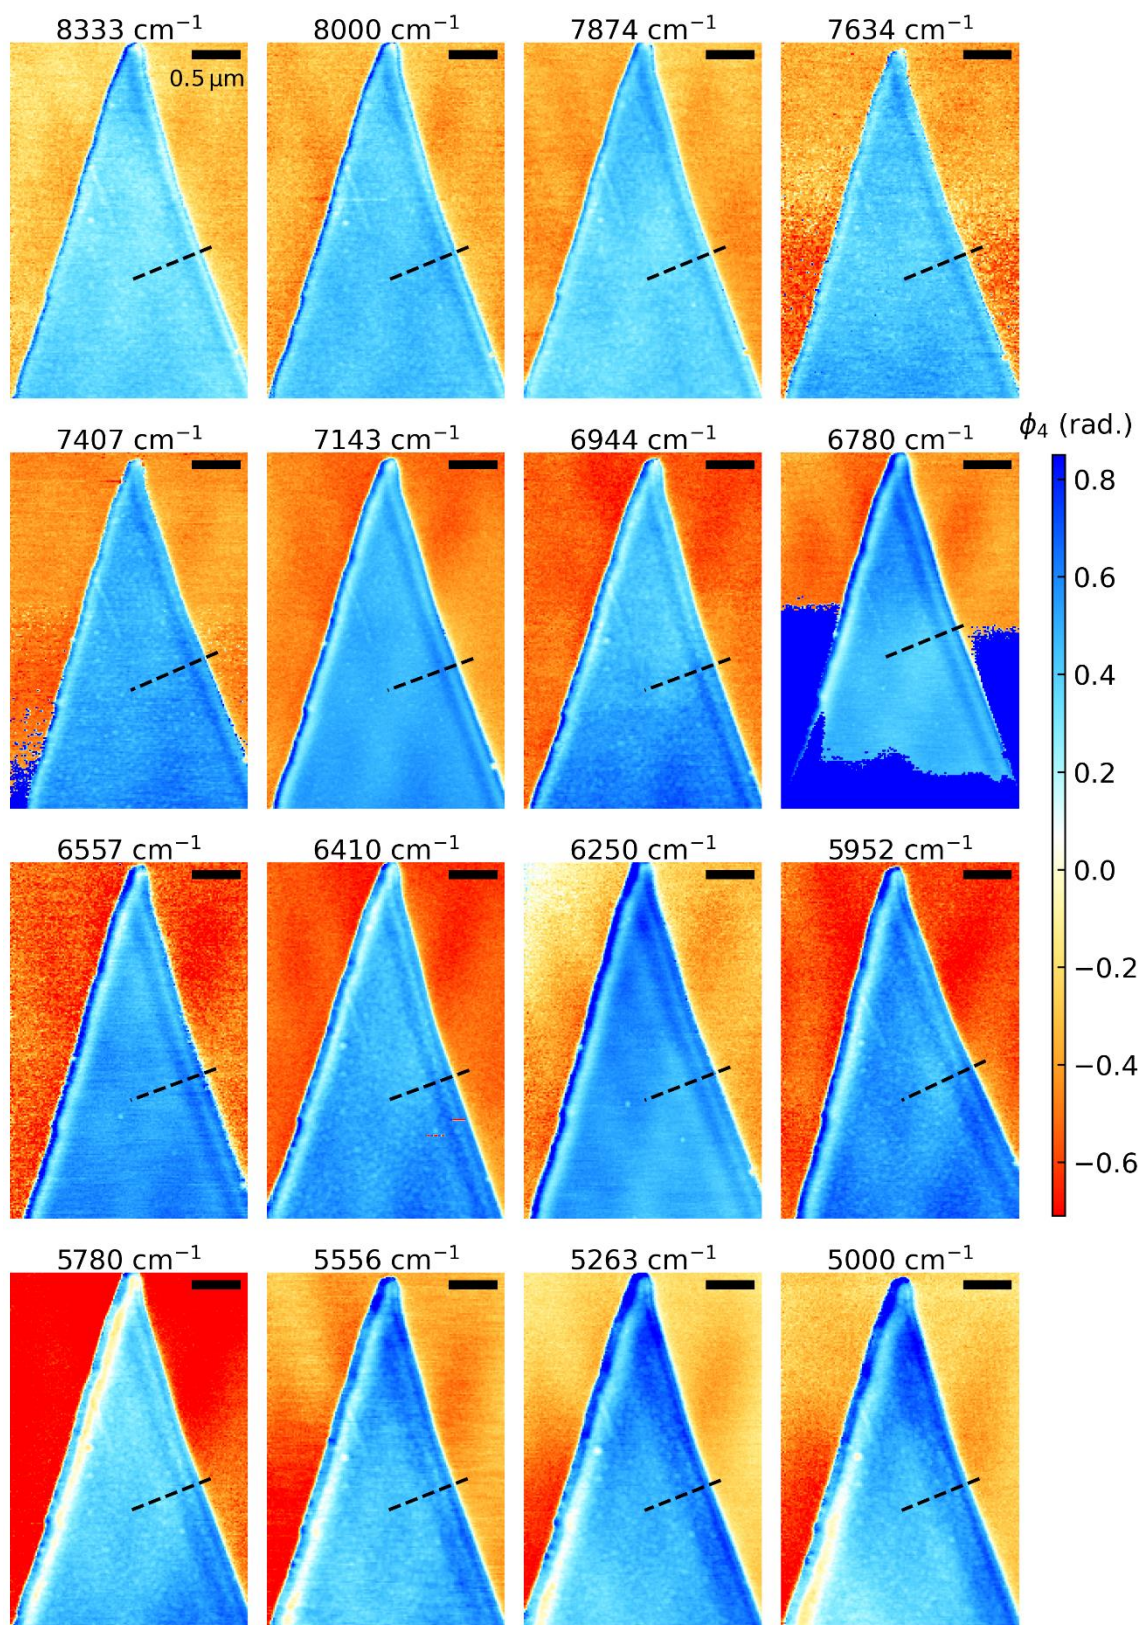 8333 cm⁻¹ 8000 cm⁻¹ 7874 cm⁻¹ 7634 cm⁻¹
0.5 μm
7407 cm⁻¹ 7143 cm⁻¹ 6944 cm⁻¹ 6780 cm⁻¹
ϕ₄ (rad.)
0.8
0.6
0.4
0.2
0.0
−0.2
−0.4
−0.6
6557 cm⁻¹ 6410 cm⁻¹ 6250 cm⁻¹ 5952 cm⁻¹
5780 cm⁻¹ 5556 cm⁻¹ 5263 cm⁻¹ 5000 cm⁻¹